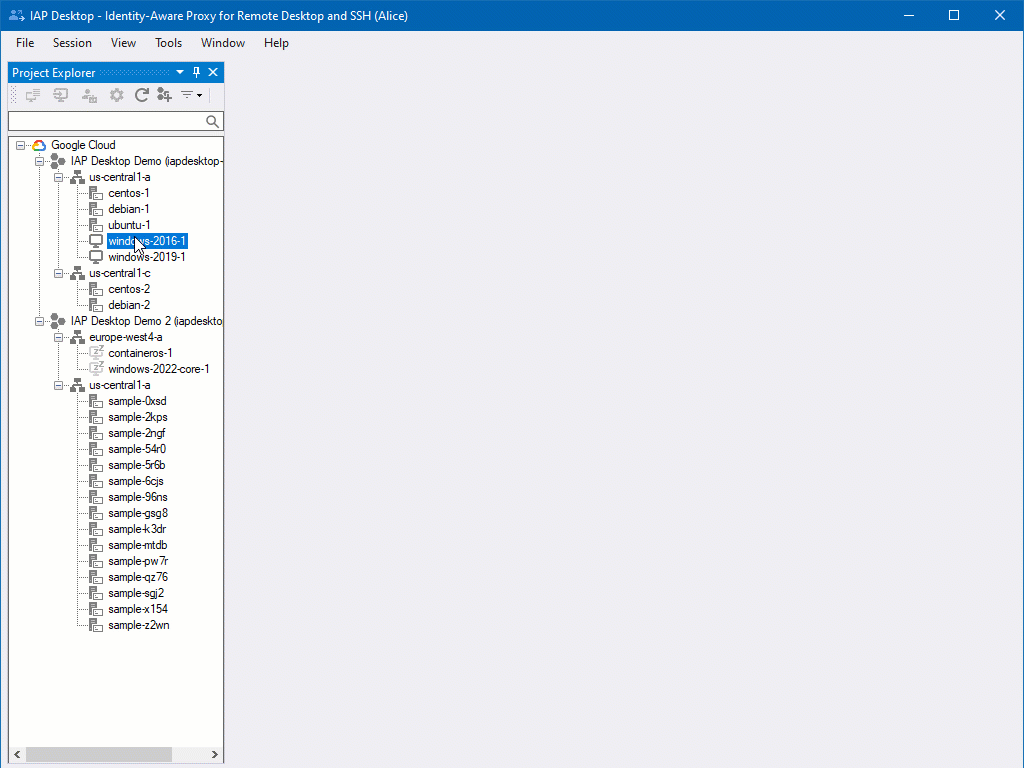 IAP Desktop - Identity-Aware Proxy for Remote Desktop and SSH (Alice)
File Session View Tools Window Help
Project Explorer
Google Cloud
IAP Desktop Demo (iapdesktop-
us-central1-a
centos-1
debian-1
ubuntu-1
windows-2016-1
windows-2019-1
us-central1-c
centos-2
debian-2
IAP Desktop Demo 2 (iapdeskto
europe-west4-a
containeros-1
windows-2022-core-1
us-central1-a
sample-0xsd
sample-2kps
sample-2ngf
sample-54r0
sample-5r6b
sample-6cjs
sample-96ns
sample-gsg8
sample-k3dr
sample-mtdb
sample-pw7r
sample-qz76
sample-sgj2
sample-x154
sample-z2wn